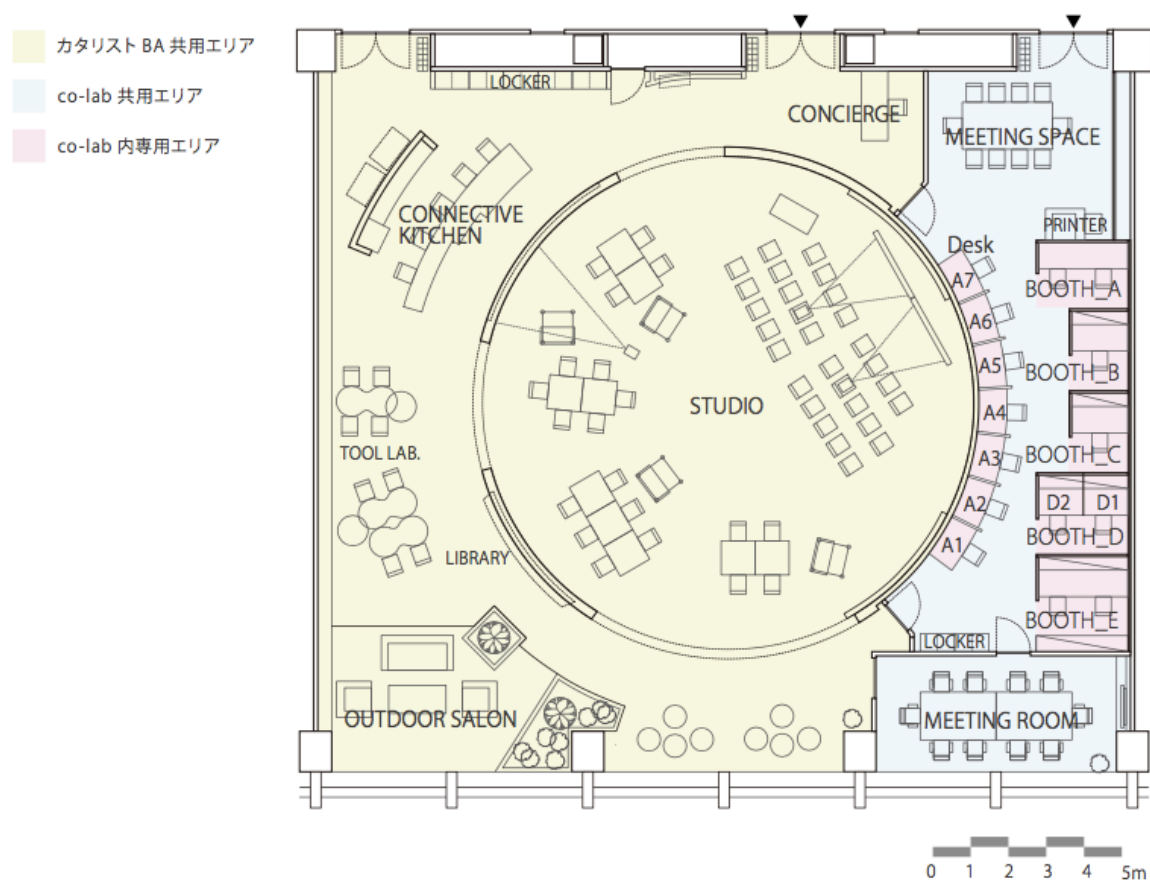 カタリスト BA 共用エリア
co-lab 共用エリア
co-lab 内専用エリア
LOCKER
CONCIERGE
MEETING SPACE
CONNECTIVE
KITCHEN
PRINTER
Desk
A7
A6
A5
A4
A3
A2
A1
BOOTH_A
BOOTH_B
BOOTH_C
D2
D1
BOOTH_D
BOOTH_E
STUDIO
TOOL LAB.
LIBRARY
LOCKER
OUTDOOR SALON
MEETING ROOM
0 1 2 3 4 5m